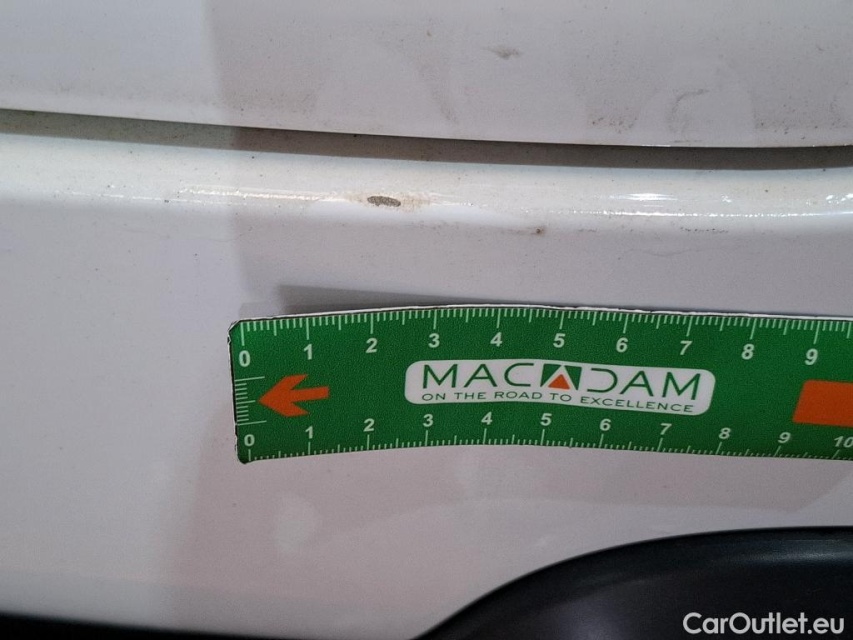 0 1 2 3 4 5 6 7 8 9
MACADAM
ON THE ROAD TO EXCELLENCE
0 1 2 3 4 5 6 7 8 9 10
CarOutlet.eu